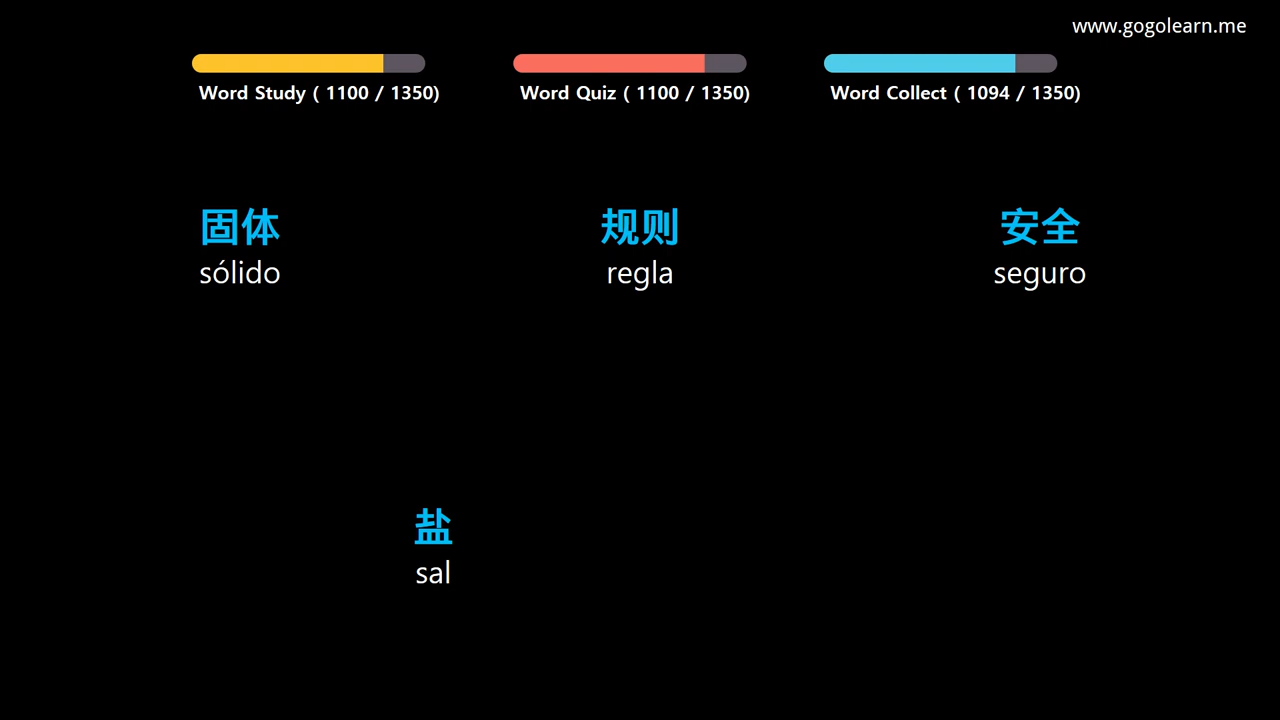 www.gogolearn.me
Word Study ( 1100 / 1350)
Word Quiz ( 1100 / 1350)
Word Collect ( 1094 / 1350)
固体
sólido
规则
regla
安全
seguro
盐
sal